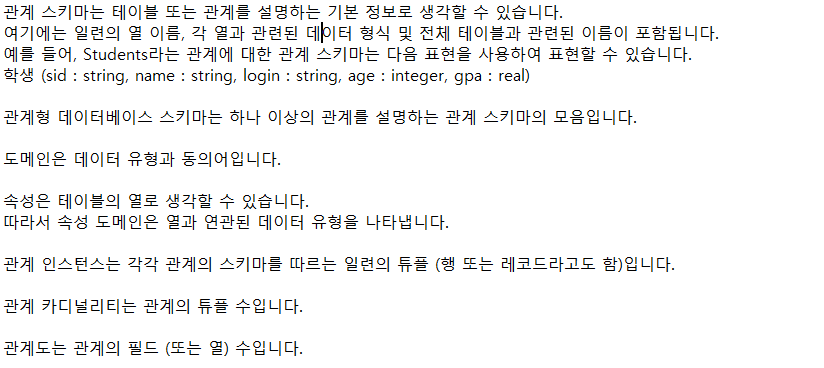 관계 스키마는 테이블 또는 관계를 설명하는 기본 정보로 생각할 수 있습니다.
여기에는 일련의 열 이름, 각 열과 관련된 데이터 형식 및 전체 테이블과 관련된 이름이 포함됩니다.
예를 들어, Students라는 관계에 대한 관계 스키마는 다음 표현을 사용하여 표현할 수 있습니다.
학생 (sid : string, name : string, login : string, age : integer, gpa : real)
관계형 데이터베이스 스키마는 하나 이상의 관계를 설명하는 관계 스키마의 모음입니다.
도메인은 데이터 유형과 동의어입니다.
속성은 테이블의 열로 생각할 수 있습니다.
따라서 속성 도메인은 열과 연관된 데이터 유형을 나타냅니다.
관계 인스턴스는 각각 관계의 스키마를 따르는 일련의 튜플 (행 또는 레코드라고도 함)입니다.
관계 카디널리티는 관계의 튜플 수입니다.
관계도는 관계의 필드 (또는 열) 수입니다.